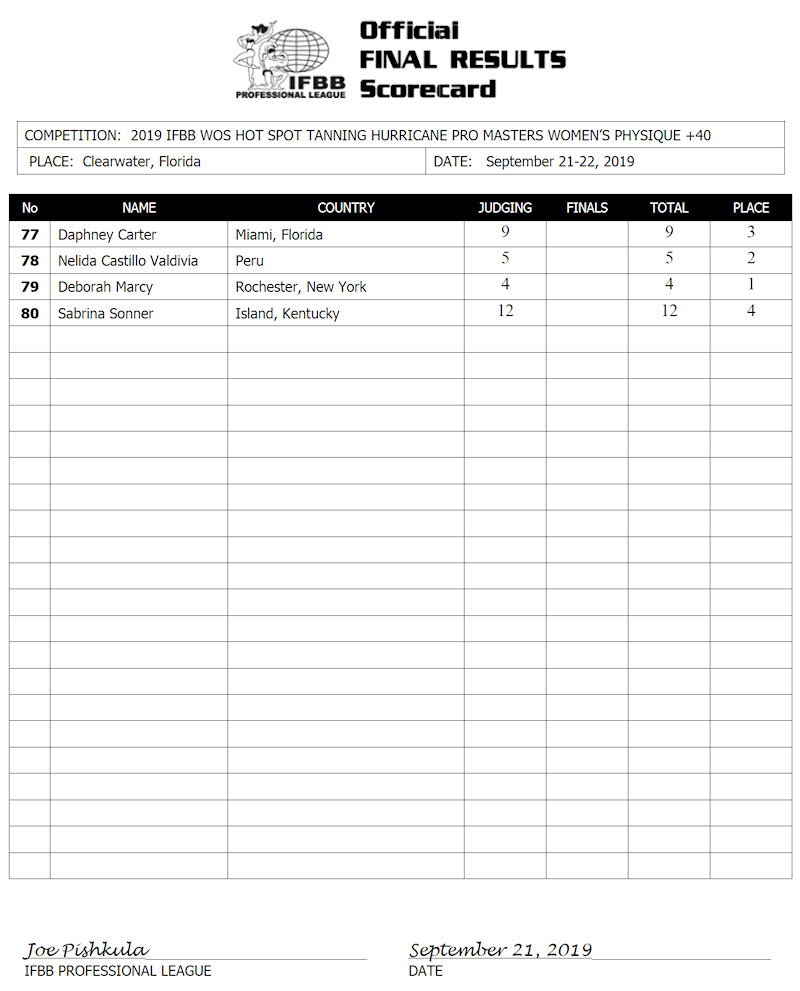 Official
FINAL RESULTS
Scorecard
IFBB
PROFESSIONAL LEAGUE
COMPETITION: 2019 IFBB WOS HOT SPOT TANNING HURRICANE PRO MASTERS WOMEN'S PHYSIQUE +40
PLACE: Clearwater, Florida DATE: September 21-22, 2019
No NAME COUNTRY JUDGING FINALS TOTAL PLACE
77 Daphney Carter Miami, Florida 9 9 3
78 Nelida Castillo Valdivia Peru 5 5 2
79 Deborah Marcy Rochester, New York 4 4 1
80 Sabrina Sonner Island, Kentucky 12 12 4
Joe Pishkula September 21, 2019
IFBB PROFESSIONAL LEAGUE DATE